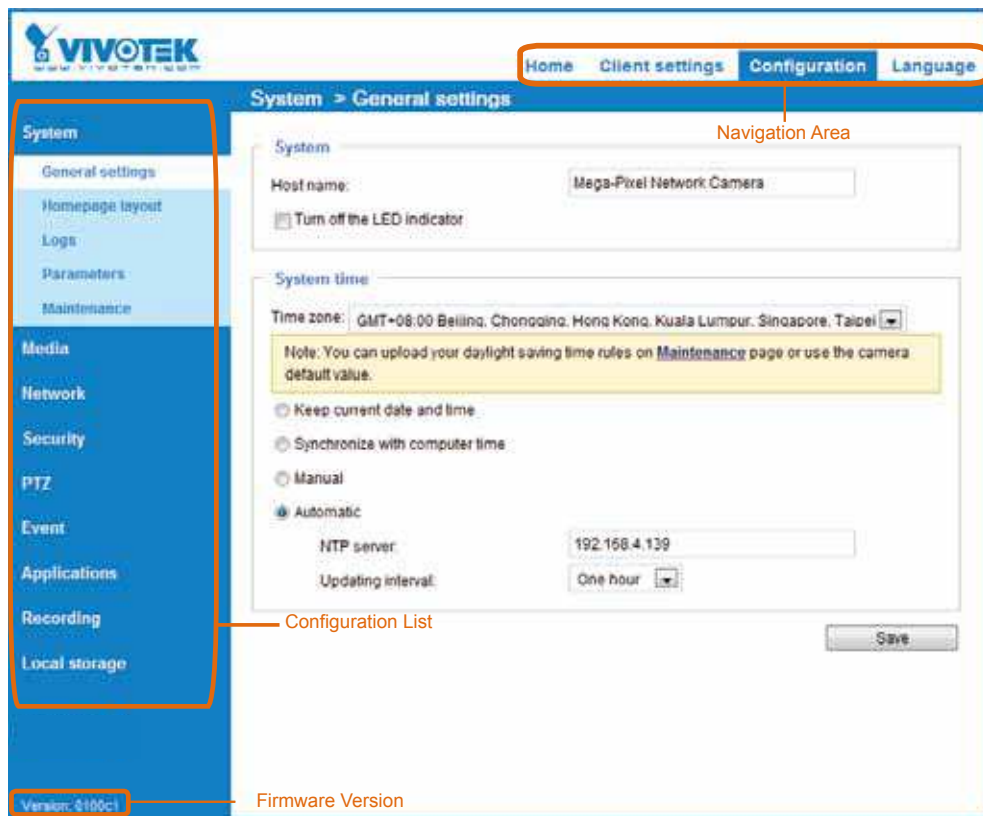 VIVOTEK
www.vivotek.com
Home Client settings Configuration Language
Navigation Area
System > General settings
System
General settings
Homepage layout
Logs
Parameters
Maintenance
Media
Network
Security
PTZ
Event
Applications
Recording
Local storage
Configuration List
Version: 0100c1
Firmware Version
System
Host name: Mega-Pixel Network Camera
Turn off the LED indicator
System time
Time zone: GMT+08:00 Beijing, Chongqing, Hong Kong, Kuala Lumpur, Singapore, Taipei
Note: You can upload your daylight saving time rules on Maintenance page or use the camera
default value.
Keep current date and time
Synchronize with computer time
Manual
Automatic
NTP server: 192.168.4.139
Updating interval: One hour
Save